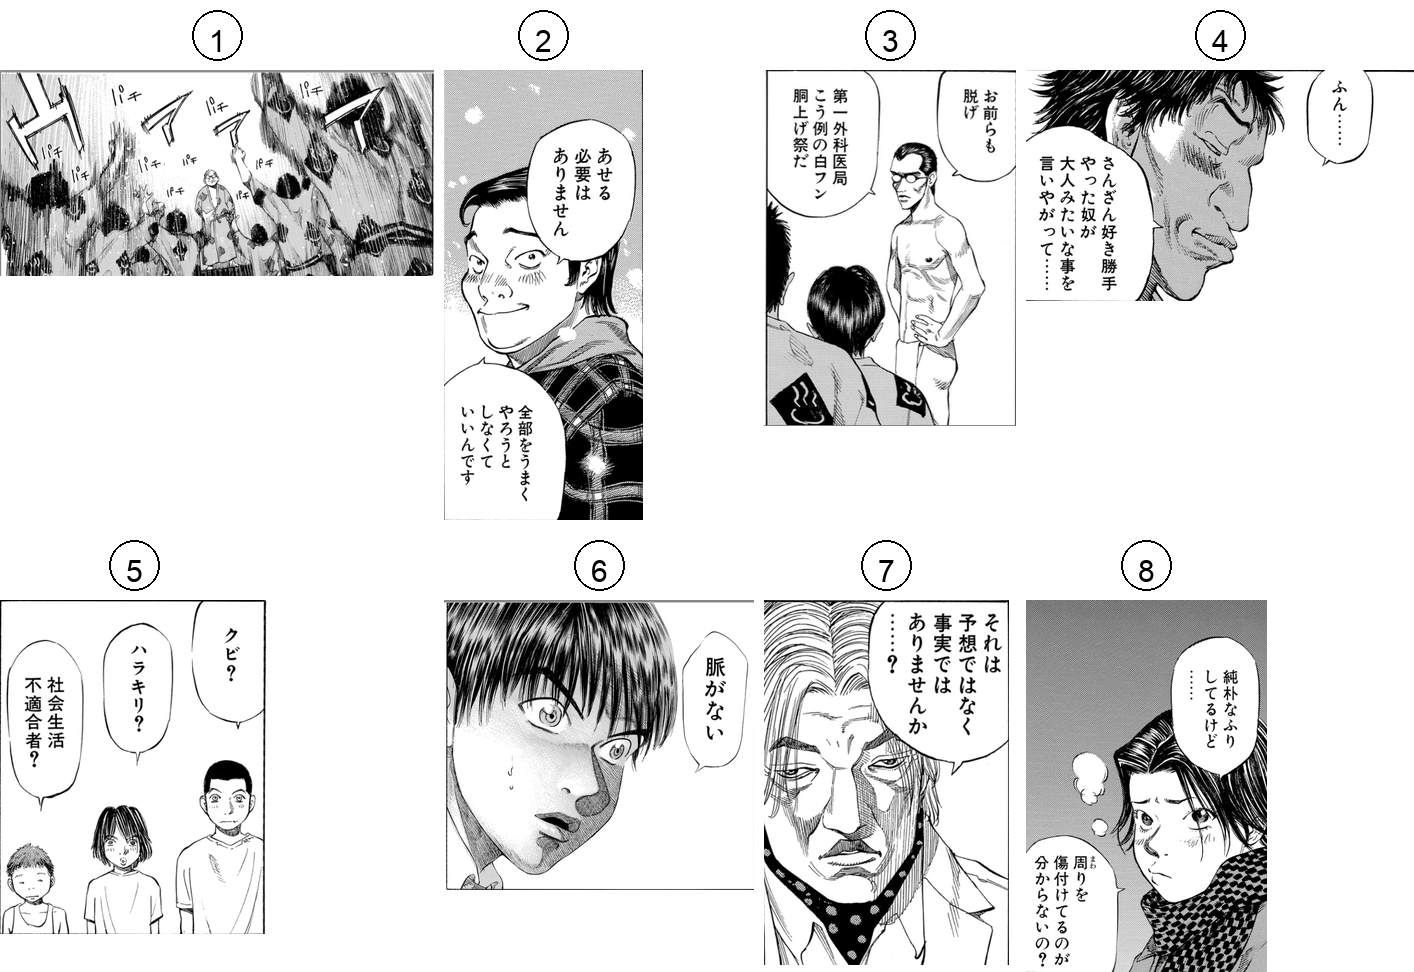 1
エ
マ
マ
ア
パチ
パチ
パチ
パチ
パチ
パチ
パチ
パチ
2
あせる
必要は
ありません
全部をうまく
やろうと
しなくて
いいんです
3
お前らも
脱げ
第一外科医局
こう例の白フン
胴上げ祭だ
4
ふん……
さんざん好き勝手
やった奴が
大人みたいな事を
言いやがって……
5
クビ?
ハラキリ?
社会生活
不適合者?
6
脈がない
7
それは
予想ではなく
事実では
ありませんか
……?
8
純朴なふり
してるけど
……
周りを
まわ
傷付けてるのが
分からないの?